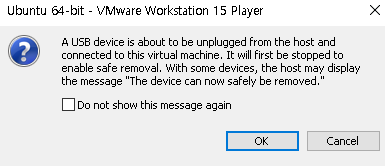 Ubuntu 64-bit - VMware Workstation 15 Player
A USB device is about to be unplugged from the host and
connected to this virtual machine. It will first be stopped to
enable safe removal. With some devices, the host may display
the message "The device can now safely be removed."
Do not show this message again
OK Cancel